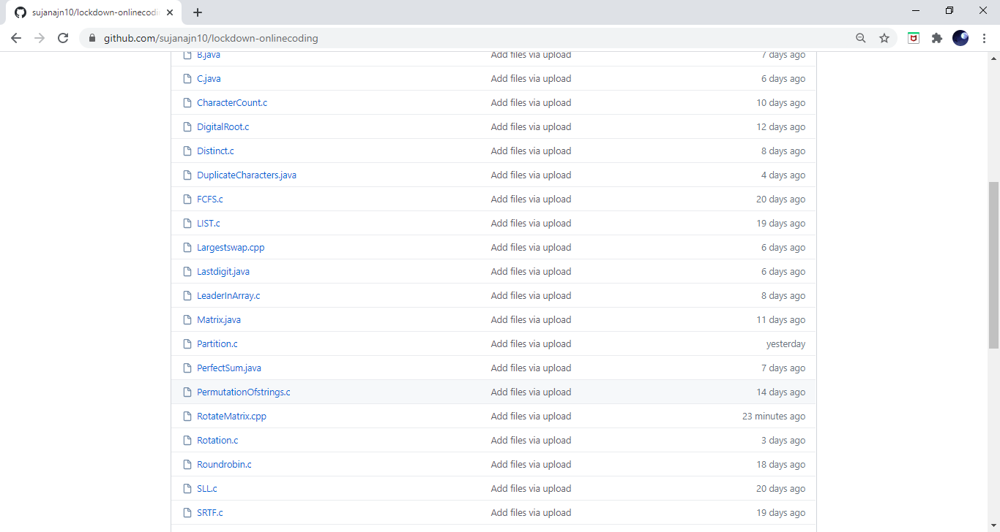 sujanajn10/lockdown-onlinecodin
github.com/sujanajn10/lockdown-onlinecoding
B.java Add files via upload 7 days ago
C.java Add files via upload 6 days ago
CharacterCount.c Add files via upload 10 days ago
DigitalRoot.c Add files via upload 12 days ago
Distinct.c Add files via upload 8 days ago
DuplicateCharacters.java Add files via upload 4 days ago
FCFS.c Add files via upload 20 days ago
LIST.c Add files via upload 19 days ago
Largestswap.cpp Add files via upload 6 days ago
Lastdigit.java Add files via upload 6 days ago
LeaderInArray.c Add files via upload 8 days ago
Matrix.java Add files via upload 11 days ago
Partition.c Add files via upload yesterday
PerfectSum.java Add files via upload 7 days ago
PermutationOfstrings.c Add files via upload 14 days ago
RotateMatrix.cpp Add files via upload 23 minutes ago
Rotation.c Add files via upload 3 days ago
Roundrobin.c Add files via upload 18 days ago
SLL.c Add files via upload 20 days ago
SRTF.c Add files via upload 19 days ago